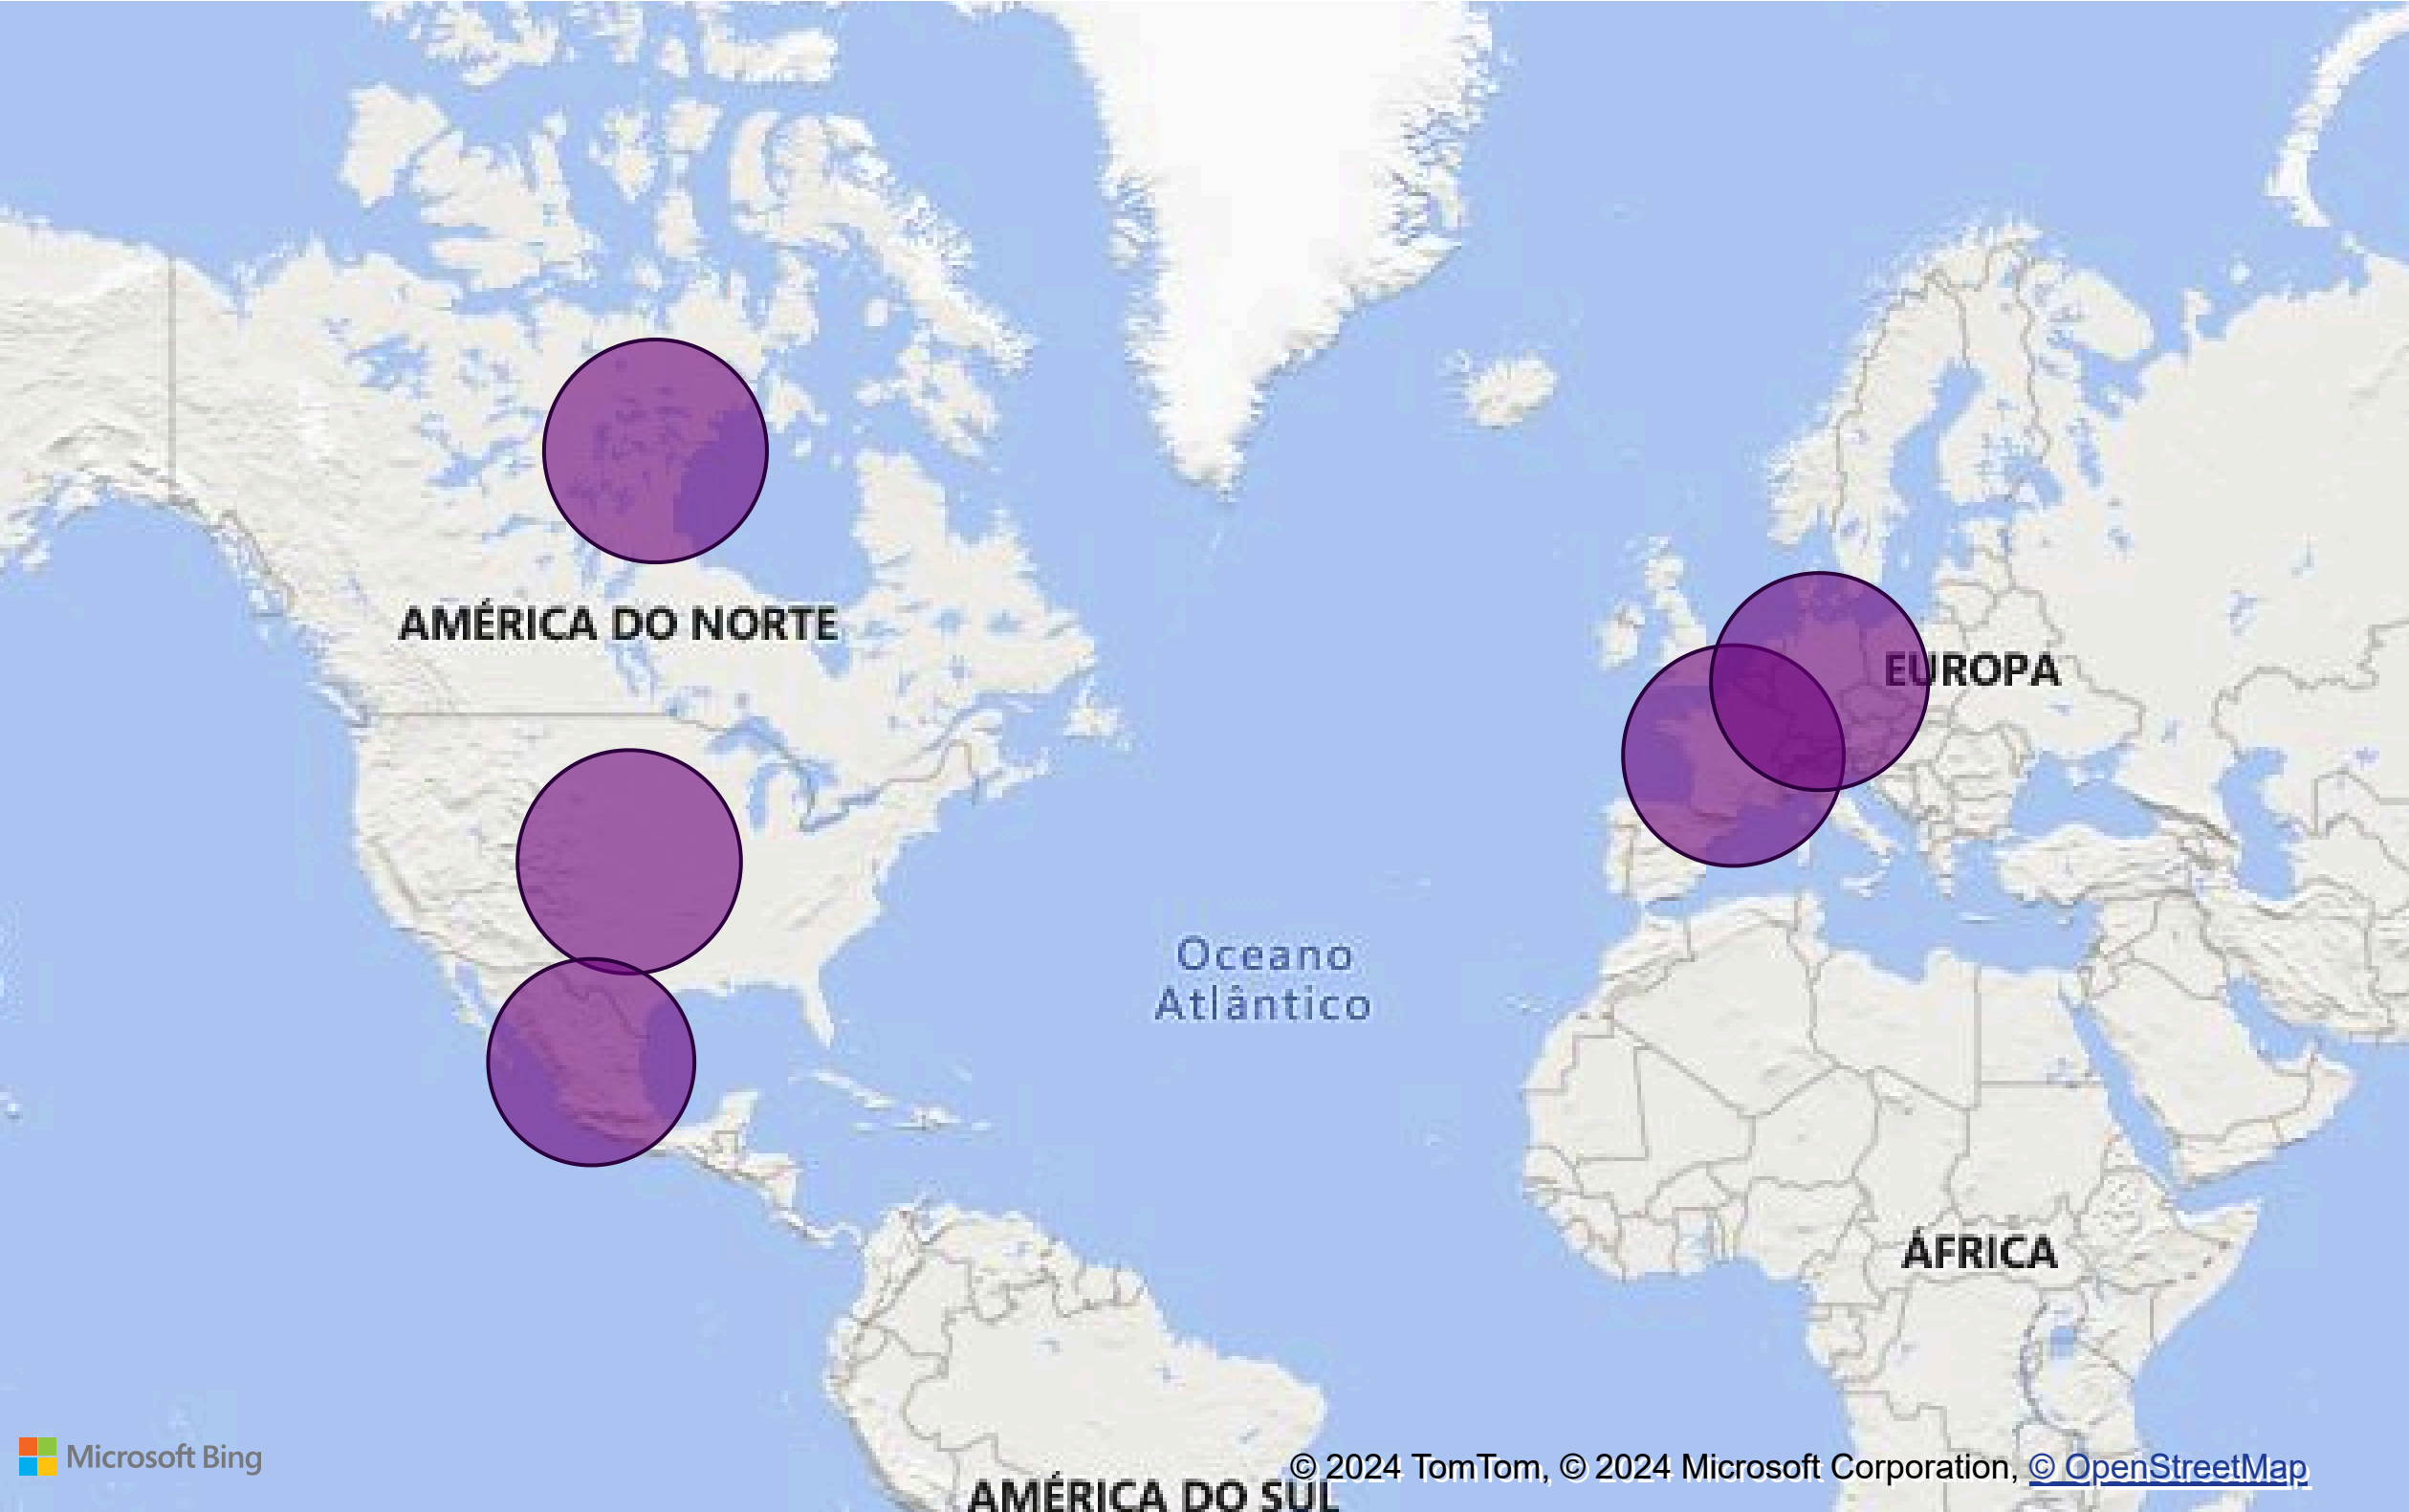 AMÉRICA DO NORTE
EUROPA
Oceano
Atlântico
ÁFRICA
Microsoft Bing
© 2024 TomTom, © 2024 Microsoft Corporation, © OpenStreetMap
AMÉRICA DO SUL